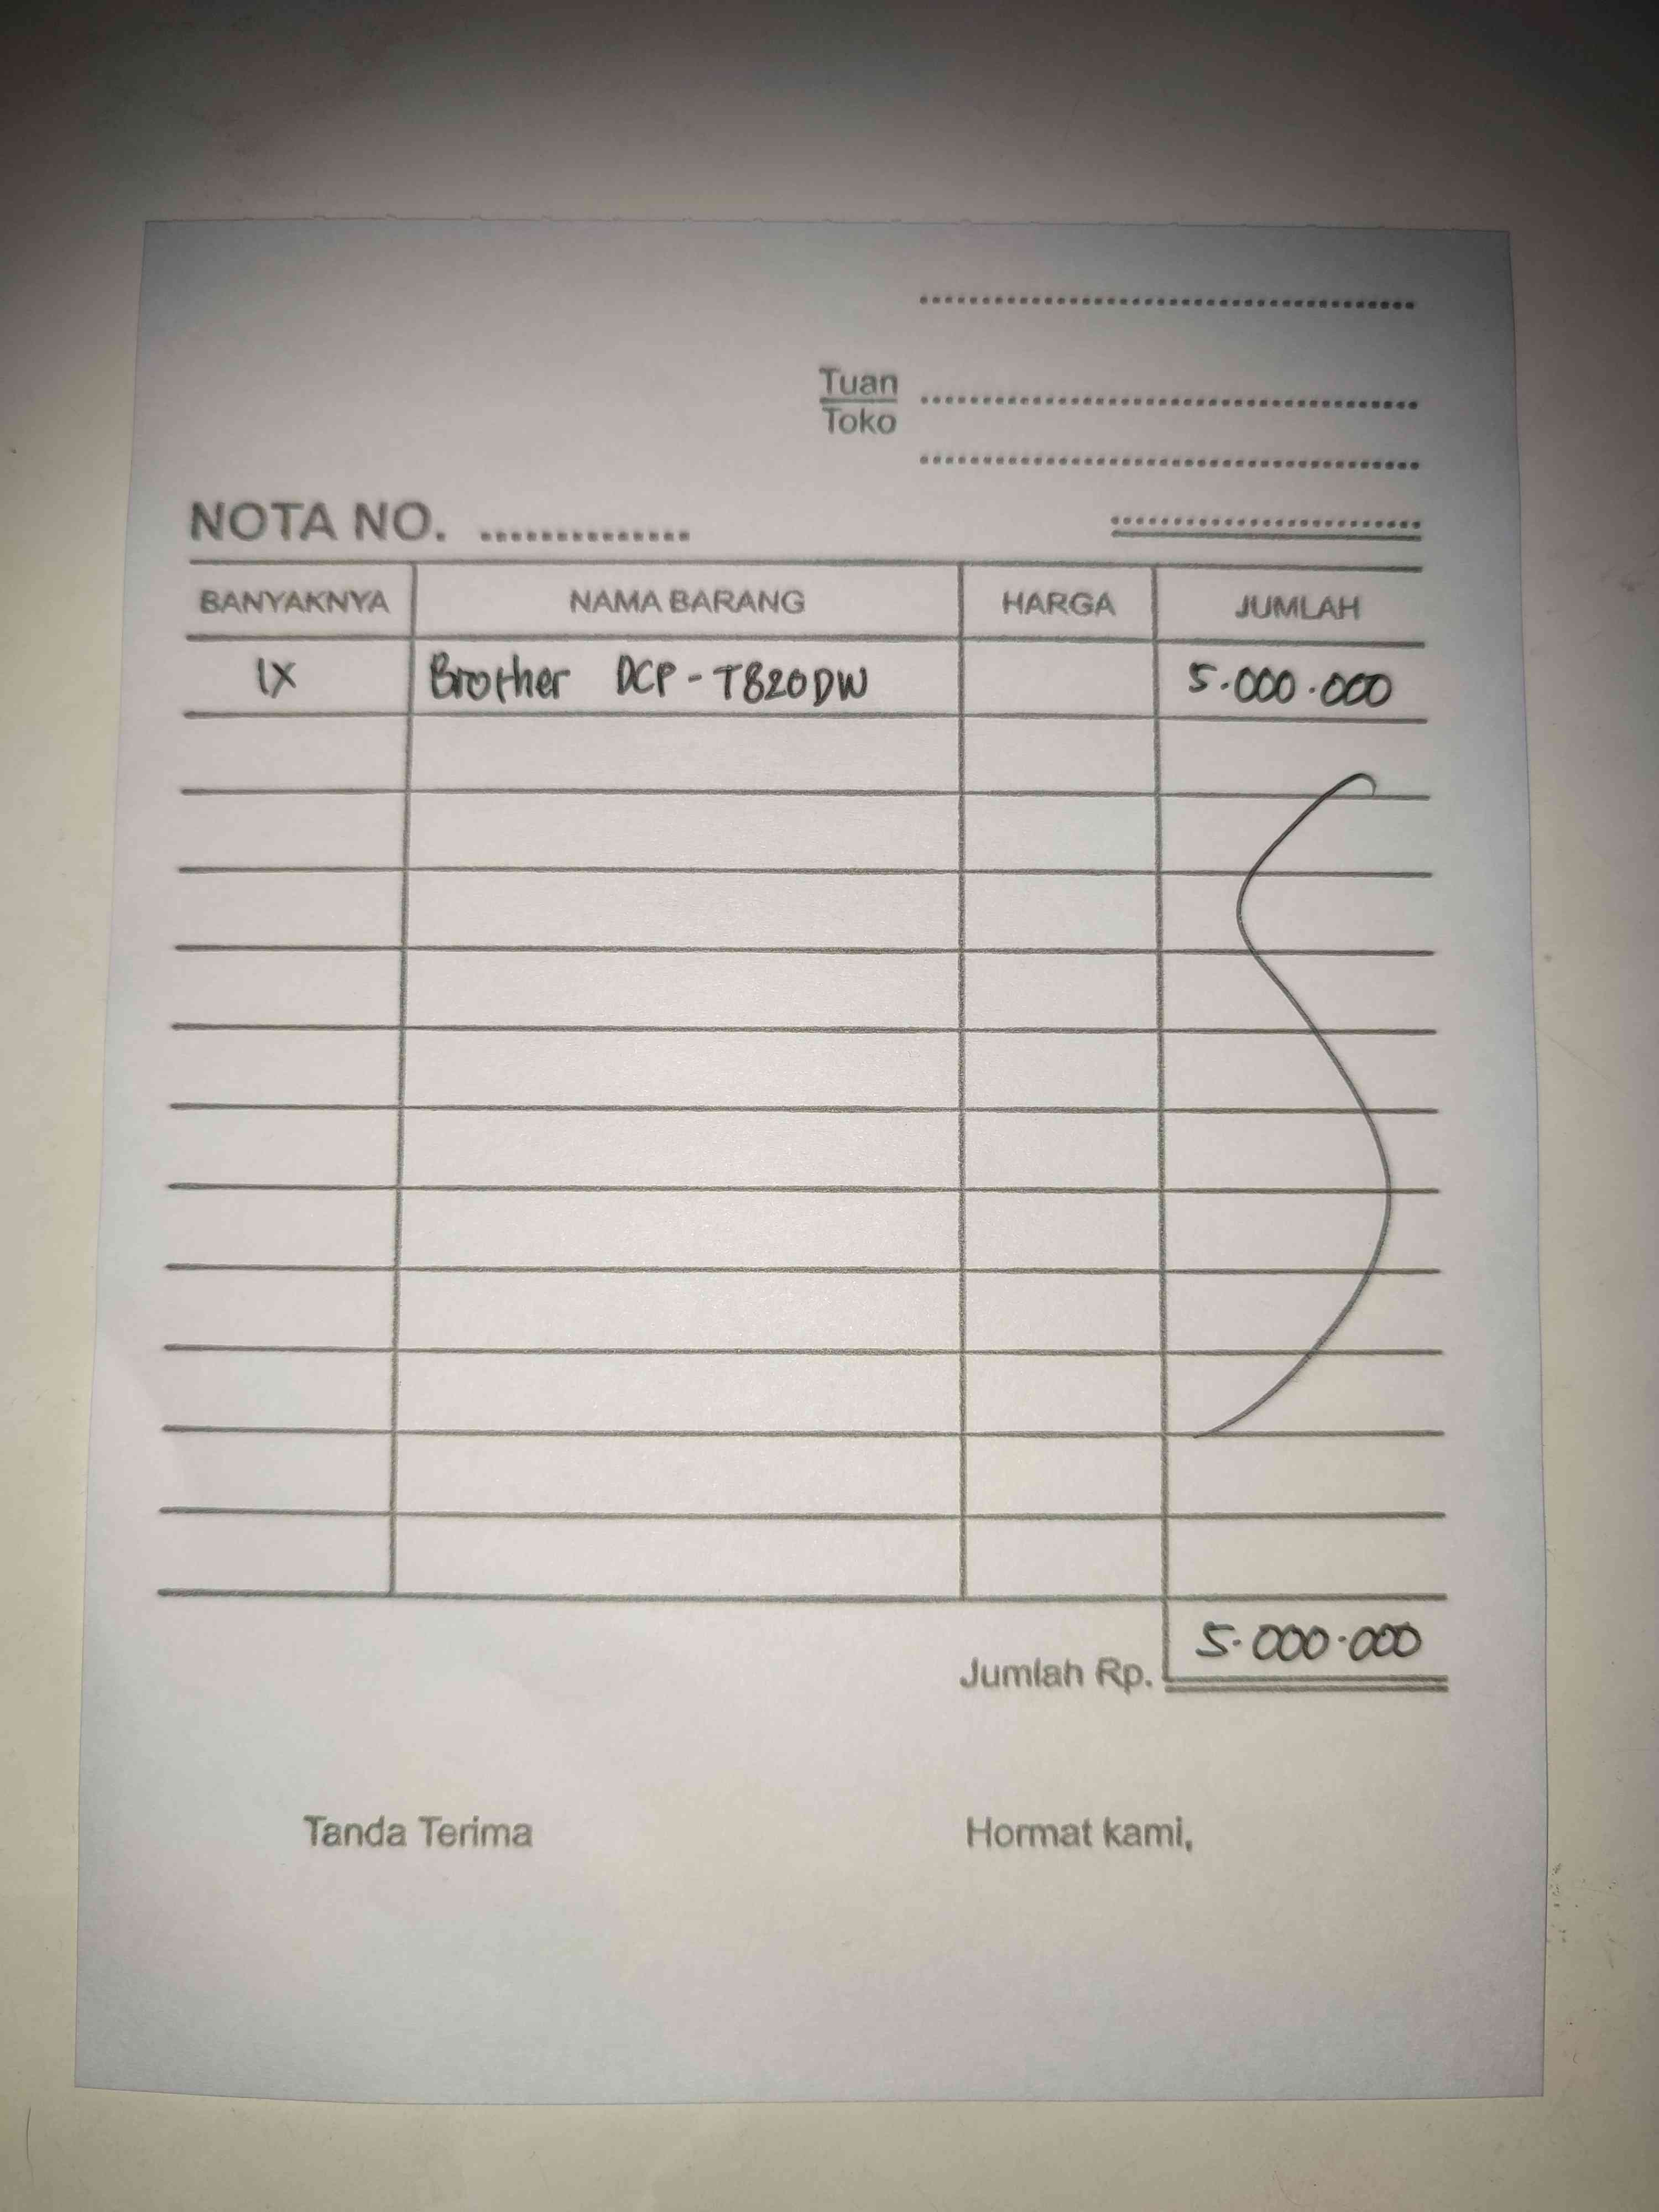 Tuan
Toko
NOTA NO. ..............
BANYAKNYA NAMA BARANG HARGA JUMLAH
1X Brother DCP-T820DW 5.000.000
Jumlah Rp. 5.000.000
Tanda Terima Hormat kami,